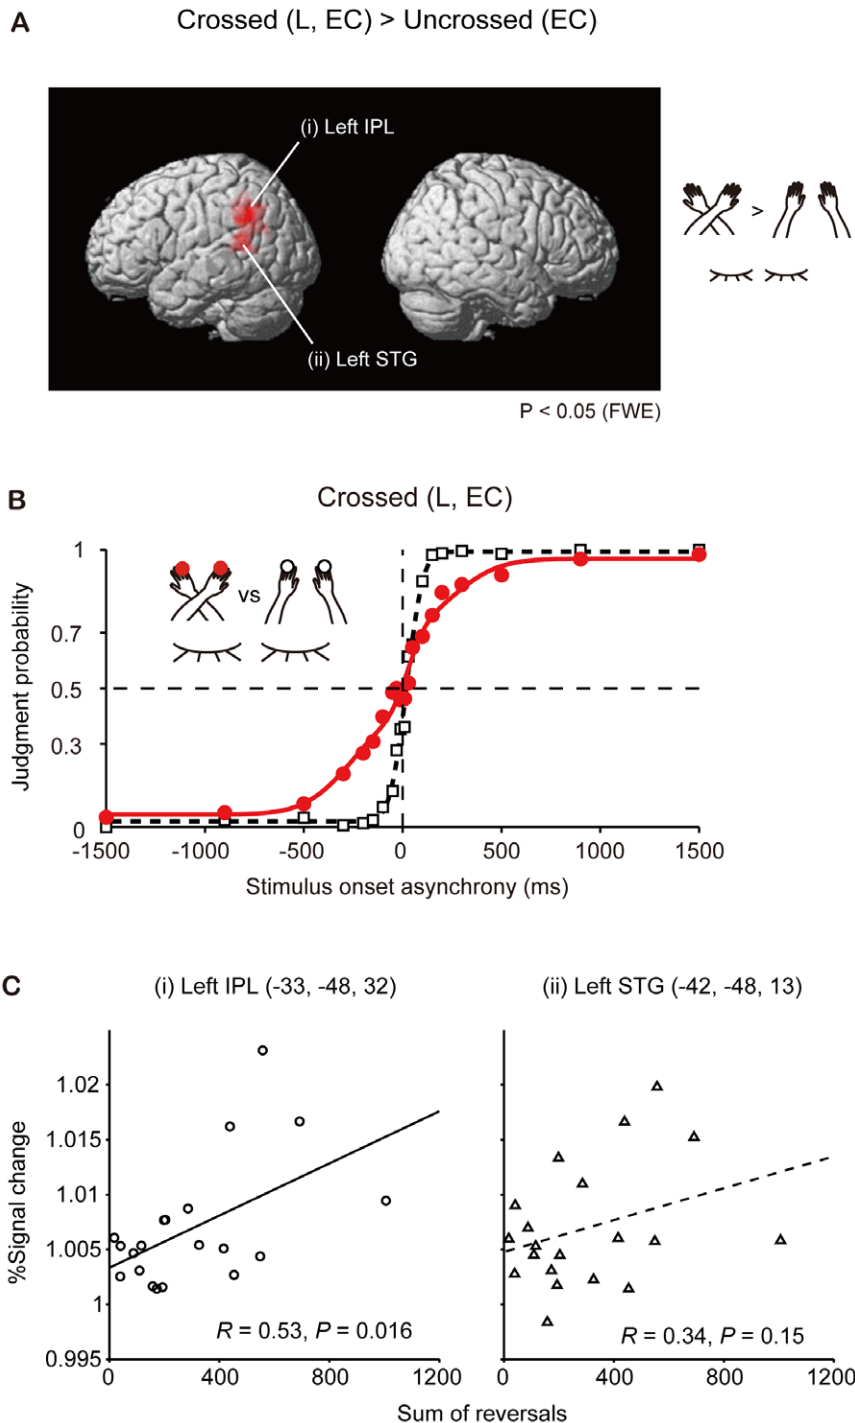 A
Crossed (L, EC) > Uncrossed (EC)
(i) Left IPL
>
(ii) Left STG
P < 0.05 (FWE)
B
Crossed (L, EC)
1
vs
0.7
0.5
0.3
0
-1500 -1000 -500 0 500 1000 1500
Judgment probability
Stimulus onset asynchrony (ms)
C
(i) Left IPL (-33, -48, 32)
(ii) Left STG (-42, -48, 13)
1.02
1.015
1.01
1.005
1
0.995
%Signal change
R = 0.53, P = 0.016
R = 0.34, P = 0.15
0 400 800 1200
0 400 800 1200
Sum of reversals